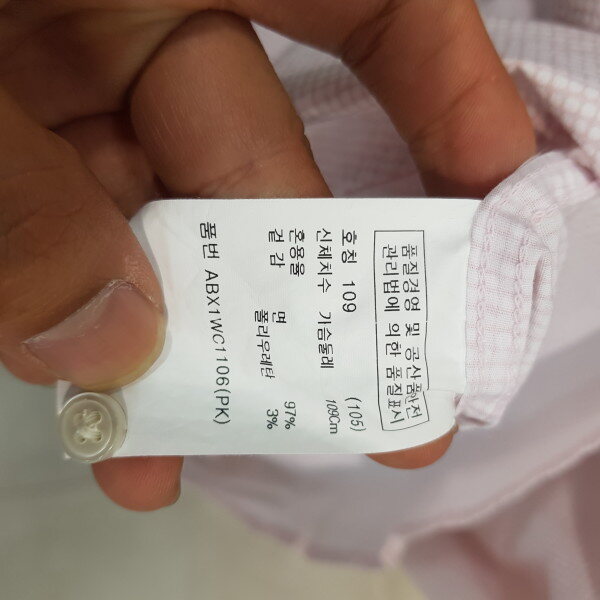 품질경영 및 공산품안전
관리법에 의한 품질표시
호칭 109 (105)
신체치수 가슴둘레 109Cm
혼용율 면 97%
겉감 폴리우레탄 3%
품번 ABX1WC1106(PK)